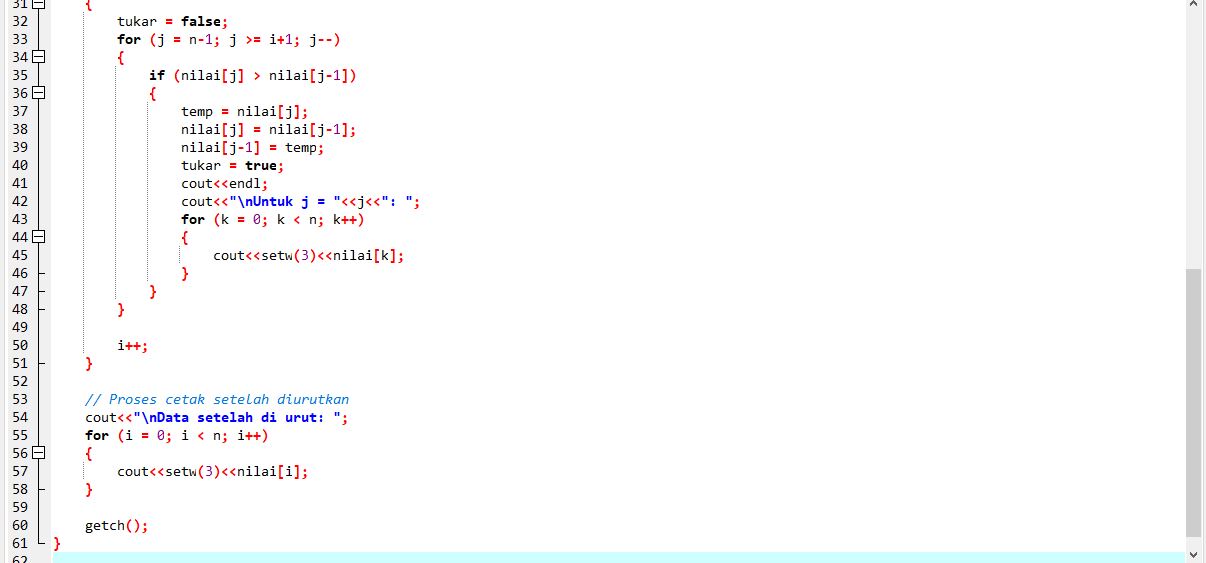 31 {
32 tukar = false;
33 for (j = n-1; j >= i+1; j--)
34 {
35 if (nilai[j] > nilai[j-1])
36 {
37 temp = nilai[j];
38 nilai[j] = nilai[j-1];
39 nilai[j-1] = temp;
40 tukar = true;
41 cout<<endl;
42 cout<<"\nUntuk j = "<<j<<": ";
43 for (k = 0; k < n; k++)
44 {
45 cout<<setw(3)<<nilai[k];
46 }
47 }
48 }
49
50 i++;
51 }
52
53 // Proses cetak setelah diurutkan
54 cout<<"\nData setelah di urut: ";
55 for (i = 0; i < n; i++)
56 {
57 cout<<setw(3)<<nilai[i];
58 }
59
60 getch();
61 }
62